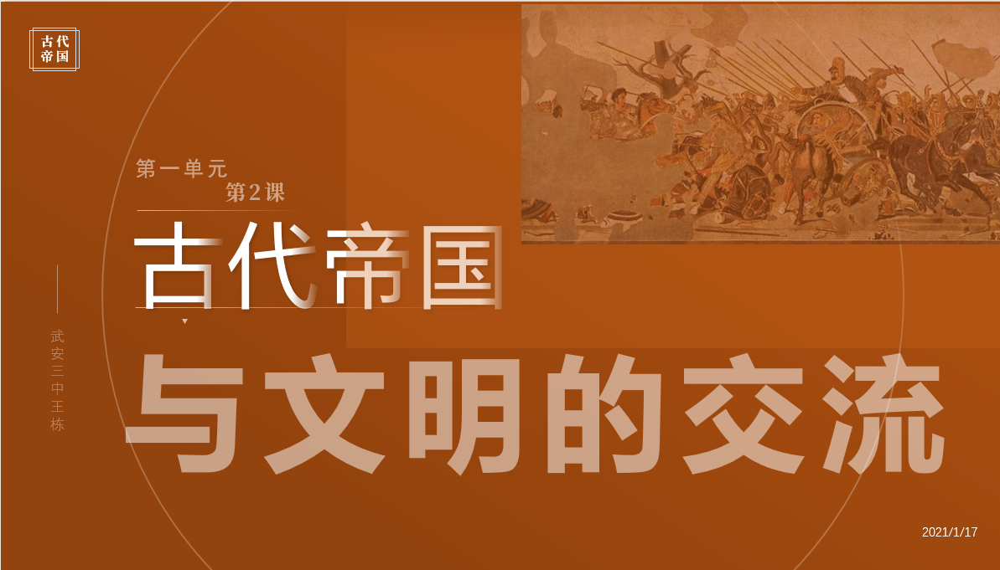 古代
帝国
第一单元
第2课
古代帝国
与文明的交流
武安三中王栋
2021/1/17